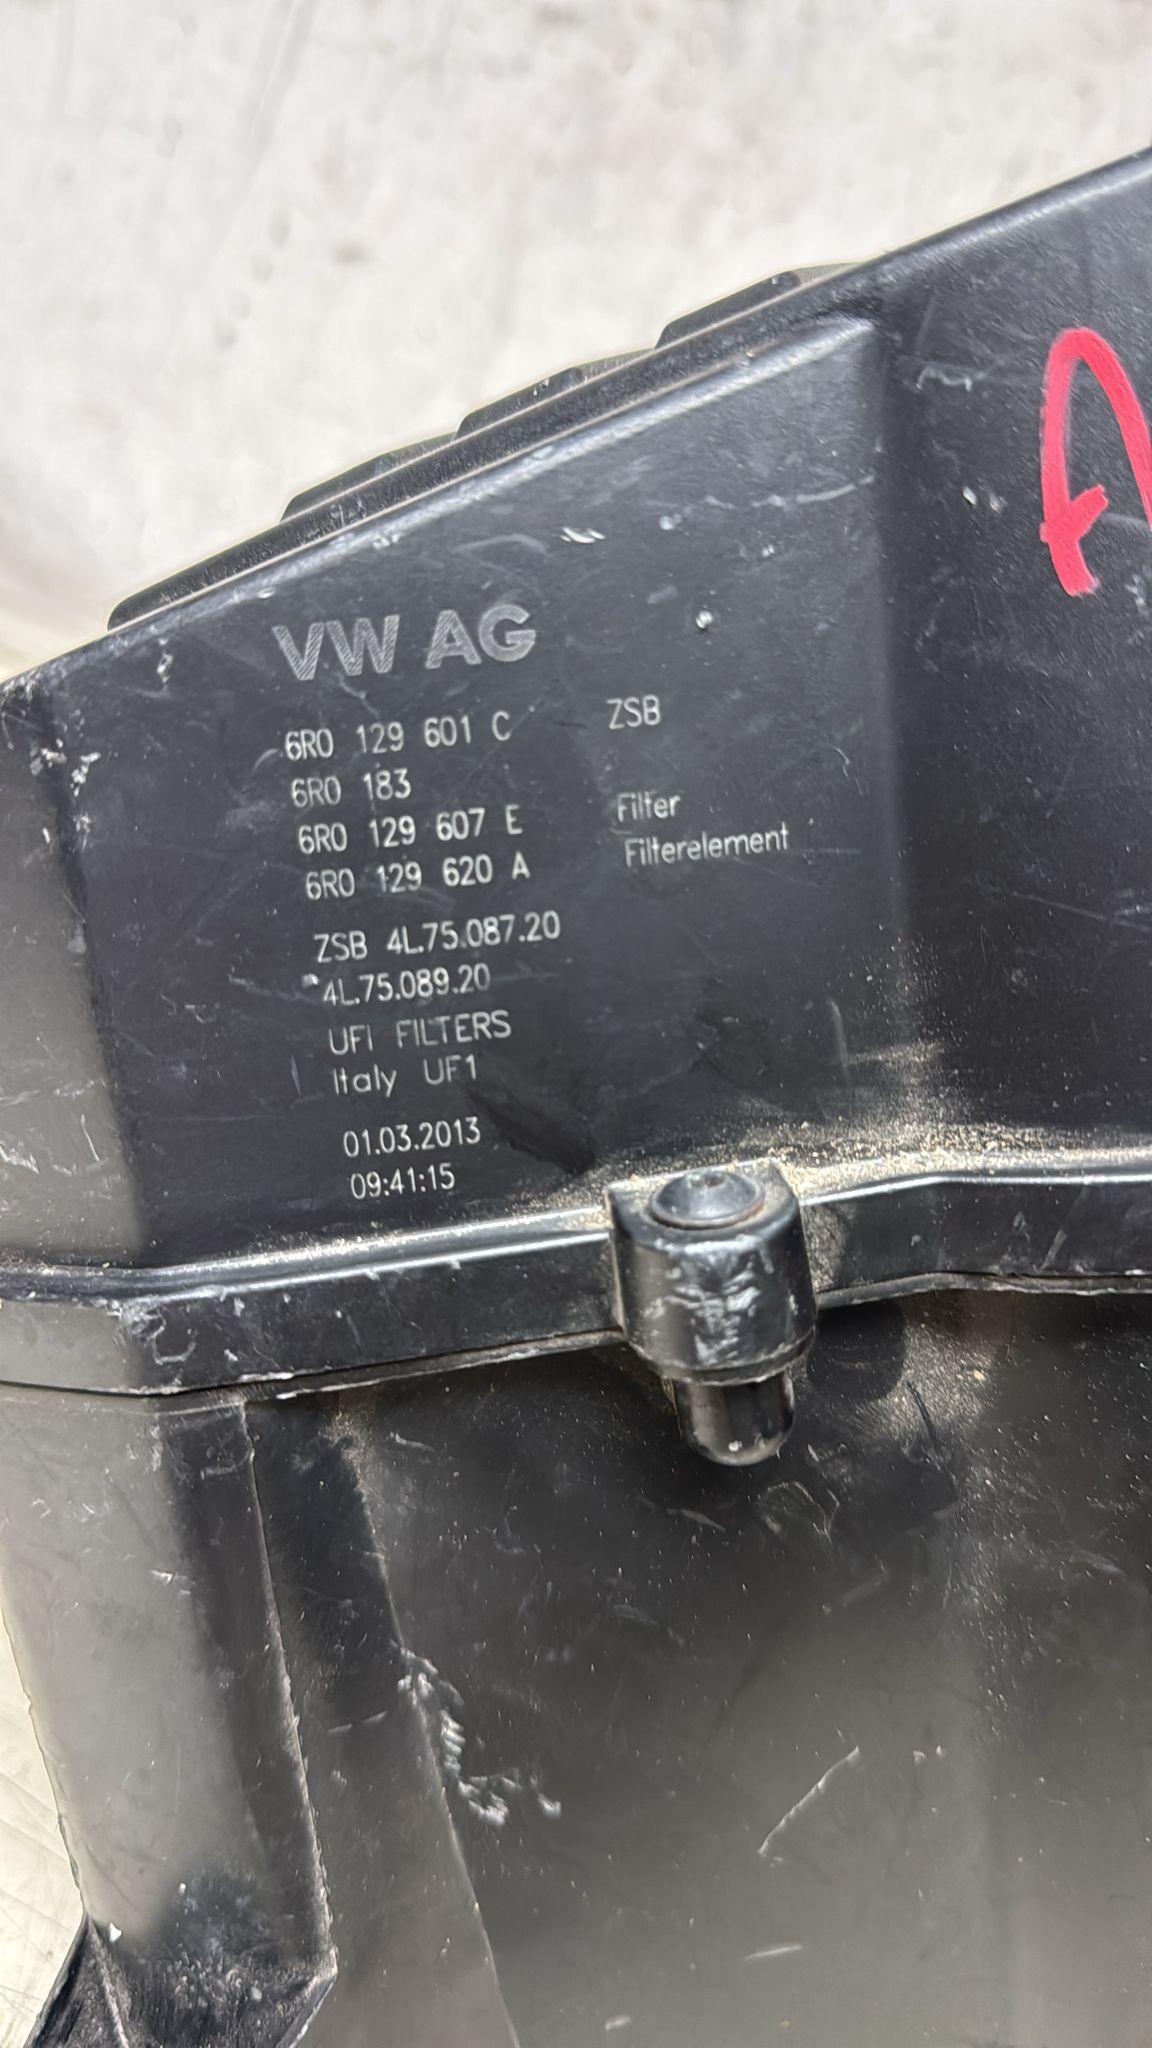 VW AG
6R0 129 601 C ZSB
6R0 183
6R0 129 607 E Filter
6R0 129 620 A Filterelement
ZSB 4L.75.087.20
4L.75.089.20
UFI FILTERS
Italy UF1
01.03.2013
09:41:15